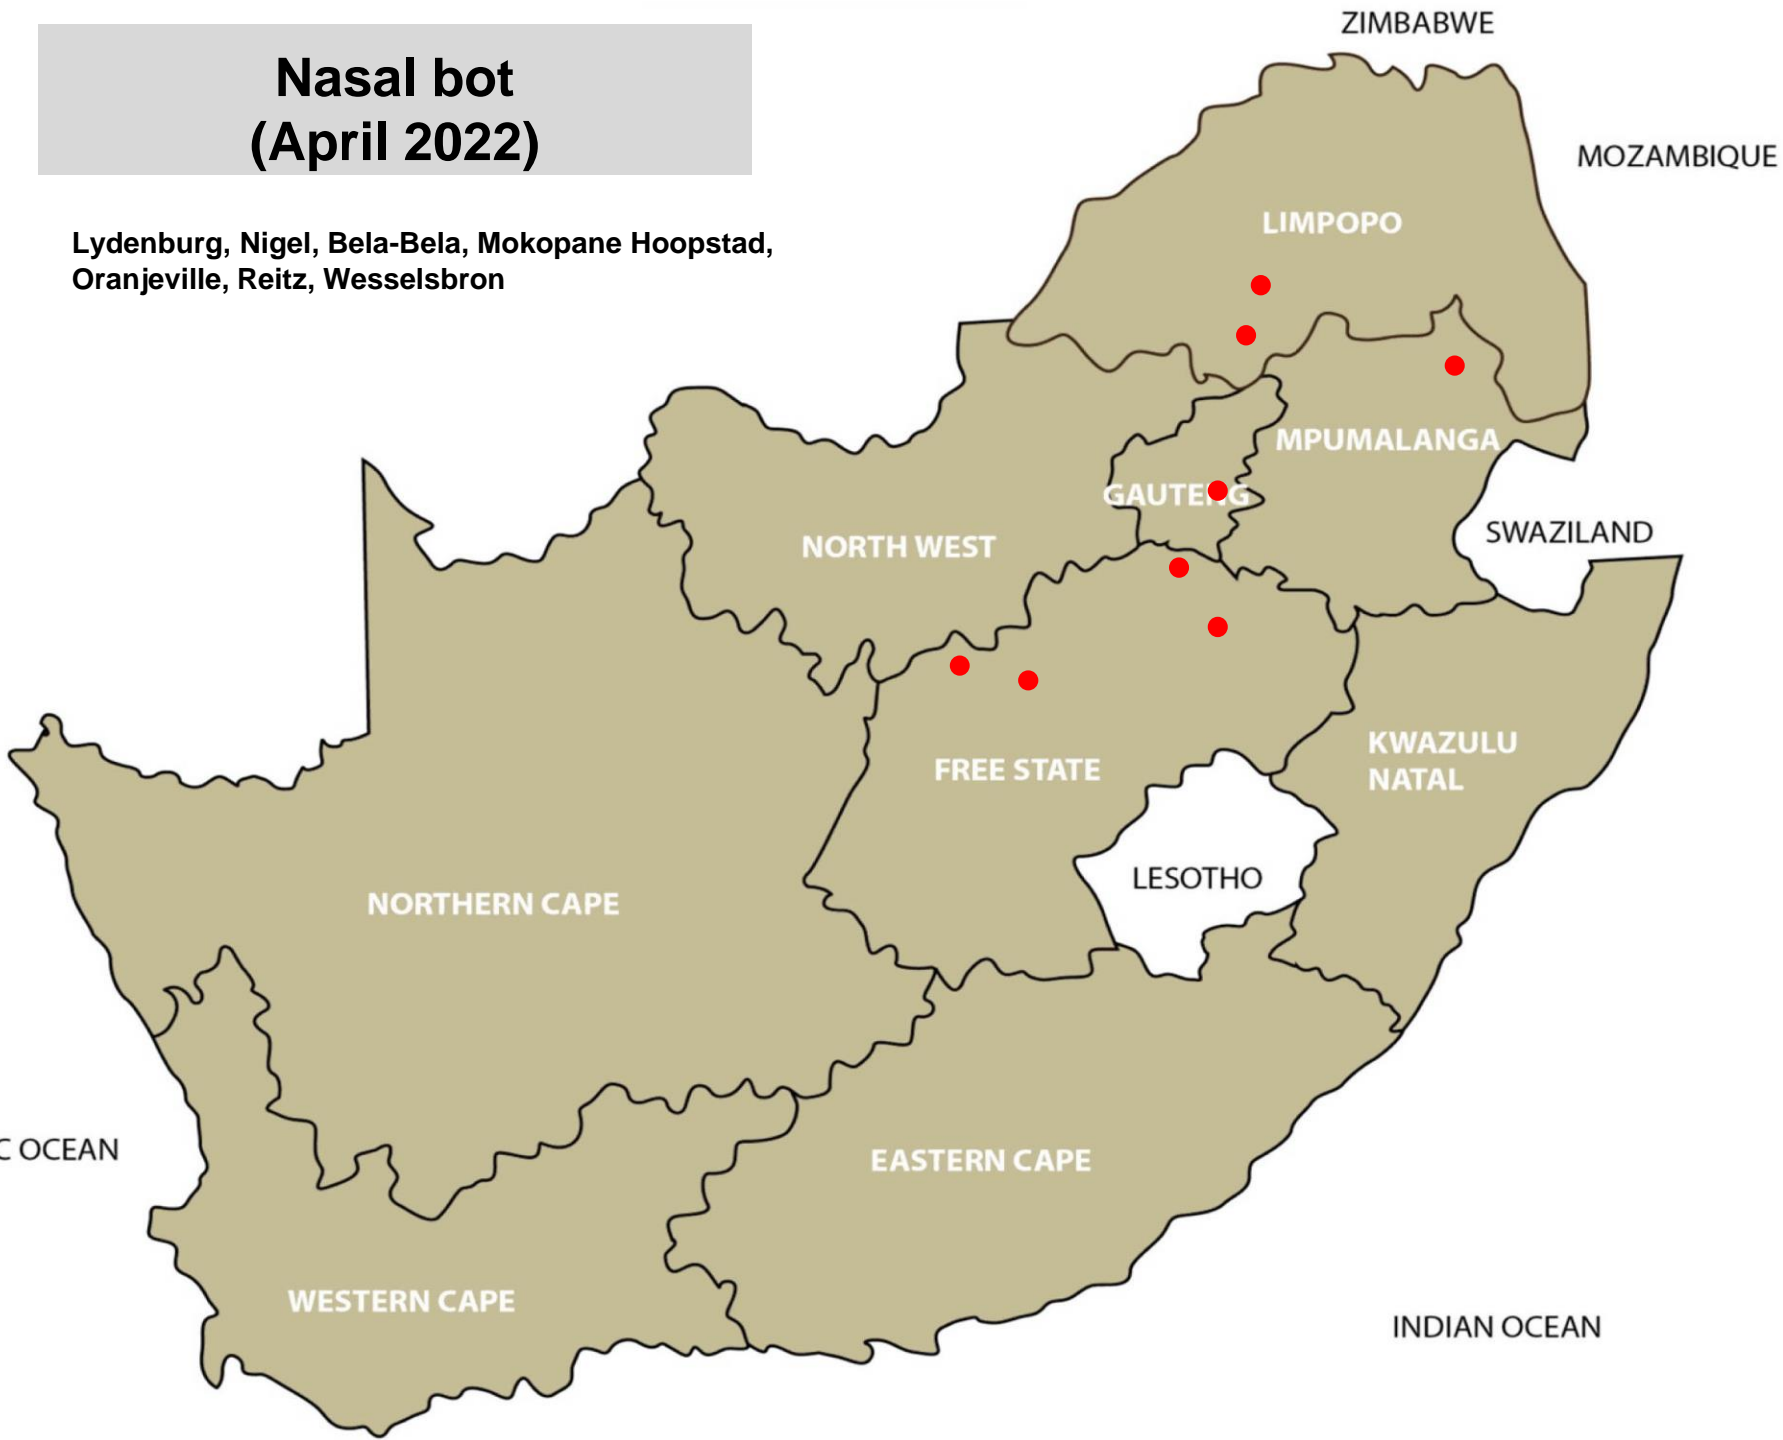 Nasal bot
(April 2022)
Lydenburg, Nigel, Bela-Bela, Mokopane Hoopstad,
Oranjeville, Reitz, Wesselsbron
ZIMBABWE
MOZAMBIQUE
LIMPOPO
MPUMALANGA
GAUTENG
SWAZILAND
NORTH WEST
KWAZULU
NATAL
FREE STATE
LESOTHO
NORTHERN CAPE
C OCEAN
EASTERN CAPE
WESTERN CAPE
INDIAN OCEAN